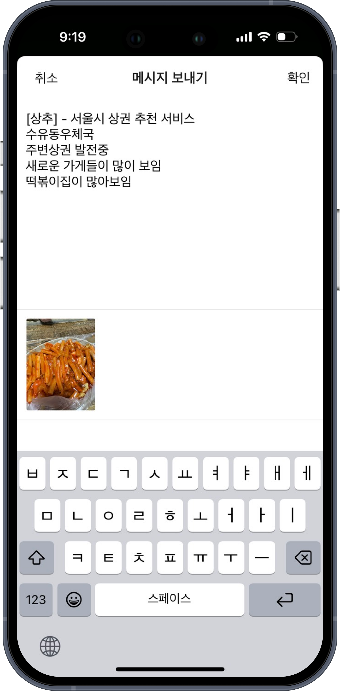 9:19
취소 메시지 보내기 확인
[상추] - 서울시 상권 추천 서비스
수유동우체국
주변상권 발전중
새로운 가게들이 많이 보임
떡볶이집이 많아보임
ㅂ ㅈ ㄷ ㄱ ㅅ ㅛ ㅕ ㅑ ㅐ ㅔ
ㅁ ㄴ ㅇ ㄹ ㅎ ㅗ ㅓ ㅏ ㅣ
ㅋ ㅌ ㅊ ㅍ ㅠ ㅜ ㅡ
123 스페이스